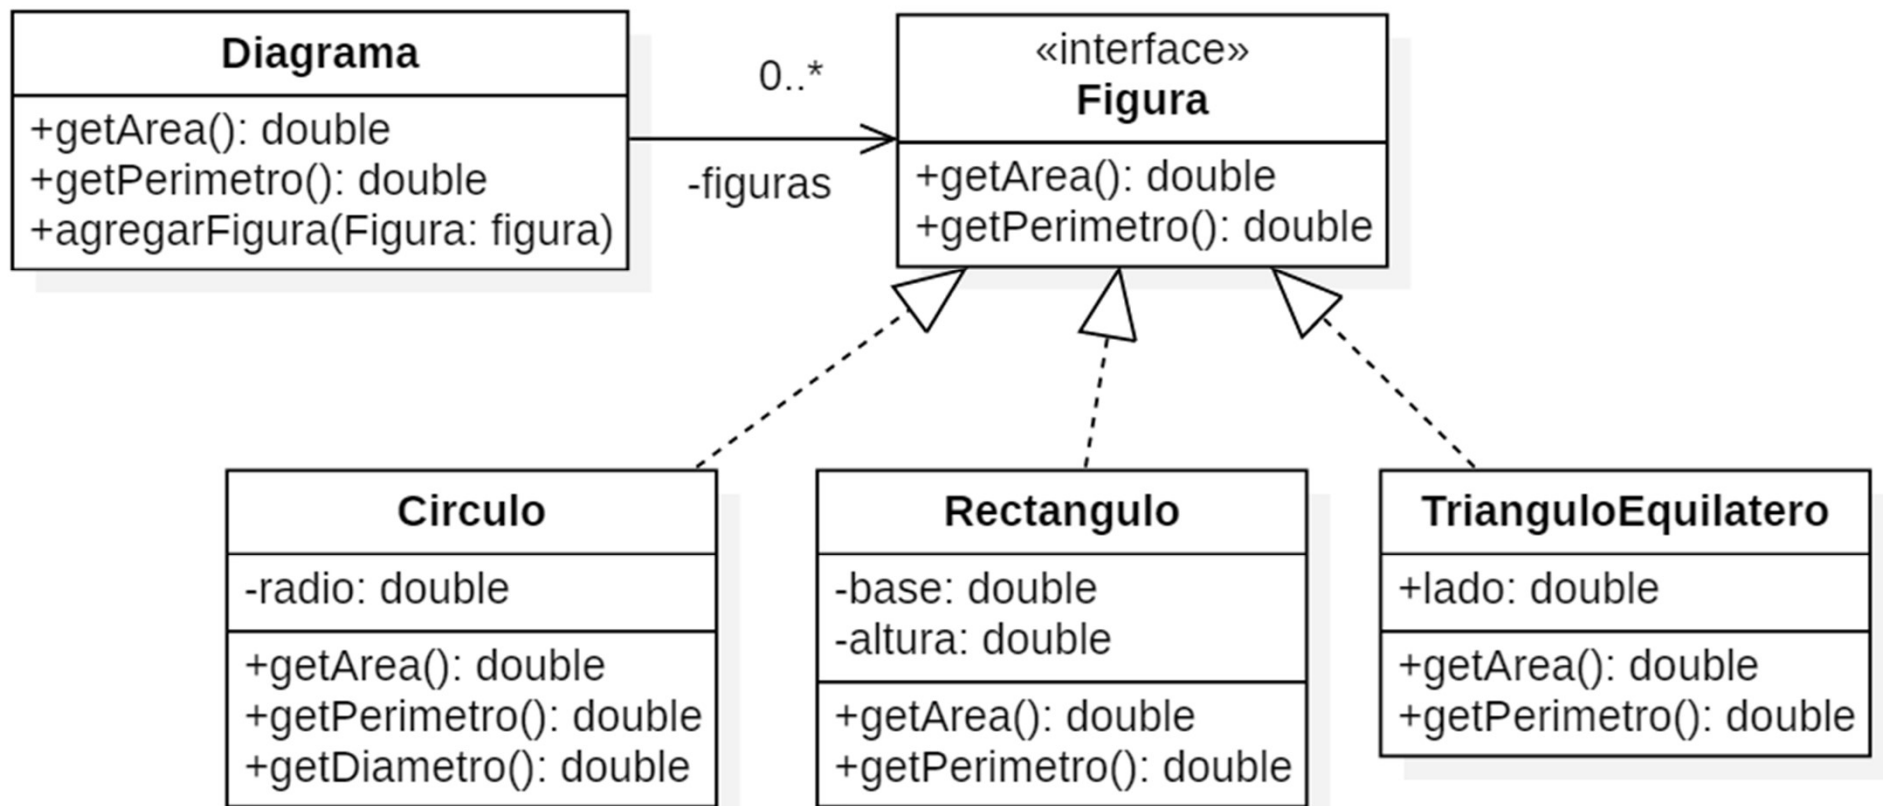 Diagrama
+getArea(): double
+getPerimetro(): double
+agregarFigura(Figura: figura)
0..*
-figuras
«interface»
Figura
+getArea(): double
+getPerimetro(): double
Circulo
-radio: double
+getArea(): double
+getPerimetro(): double
+getDiametro(): double
Rectangulo
-base: double
-altura: double
+getArea(): double
+getPerimetro(): double
TrianguloEquilatero
+lado: double
+getArea(): double
+getPerimetro(): double